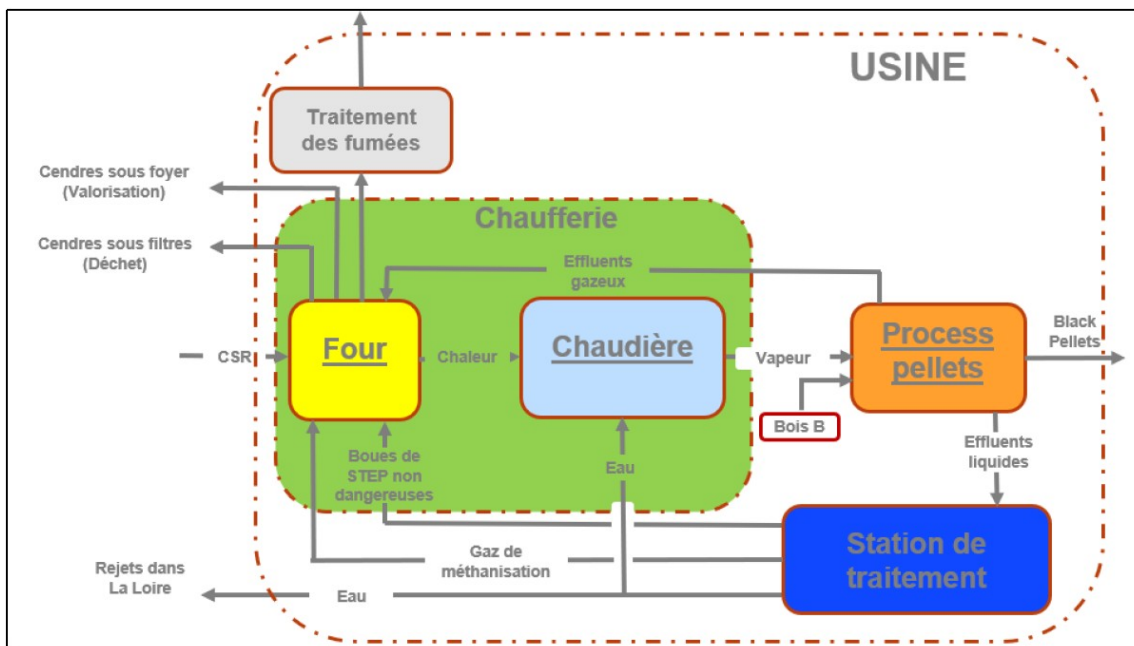 USINE
Traitement
des fumées
Cendres sous foyer
(Valorisation)
Chaufferie
Cendres sous filtres
(Déchet)
Effluents
gazeux
Black
Pellets
CSR
Four
Chaleur
Chaudière
Vapeur
Process
pellets
Bois B
Boues de
STEP non
dangereuses
Eau
Effluents
liquides
Station de
traitement
Gaz de
méthanisation
Rejets dans
La Loire
Eau